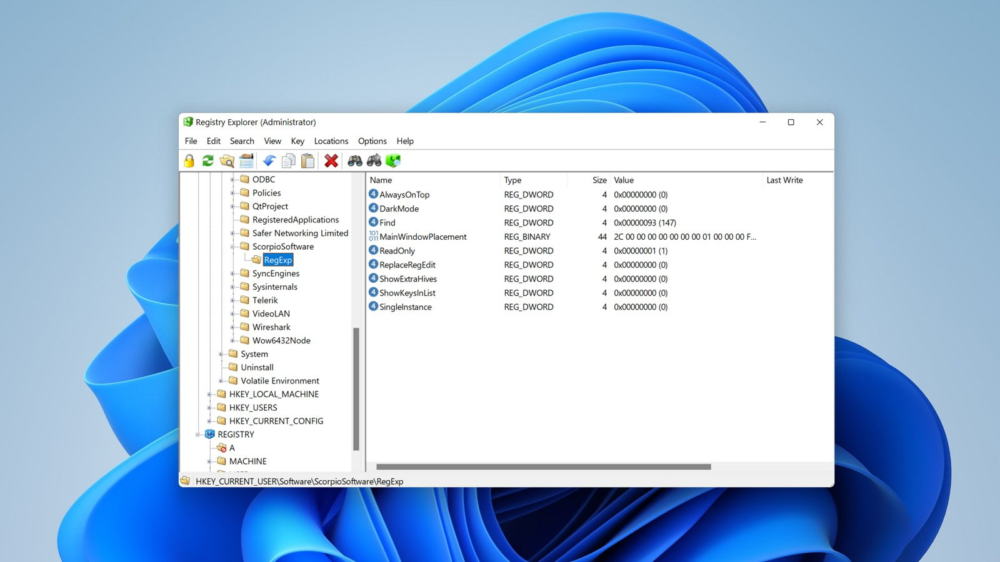 Registry Explorer (Administrator)
File Edit Search View Key Locations Options Help
ODBC
Policies
QtProject
RegisteredApplications
Safer Networking Limited
ScorpioSoftware
RegExp
SyncEngines
Sysinternals
Telerik
VideoLAN
Wireshark
Wow6432Node
System
Uninstall
Volatile Environment
HKEY_LOCAL_MACHINE
HKEY_USERS
HKEY_CURRENT_CONFIG
REGISTRY
A
MACHINE
Name Type Size Value Last Write
AlwaysOnTop REG_DWORD 4 0x00000000 (0)
DarkMode REG_DWORD 4 0x00000000 (0)
Find REG_DWORD 4 0x00000093 (147)
MainWindowPlacement REG_BINARY 44 2C 00 00 00 00 00 00 00 01 00 00 00 F...
ReadOnly REG_DWORD 4 0x00000001 (1)
ReplaceRegEdit REG_DWORD 4 0x00000000 (0)
ShowExtraHives REG_DWORD 4 0x00000000 (0)
ShowKeysInList REG_DWORD 4 0x00000000 (0)
SingleInstance REG_DWORD 4 0x00000000 (0)
HKEY_CURRENT_USER\Software\ScorpioSoftware\RegExp